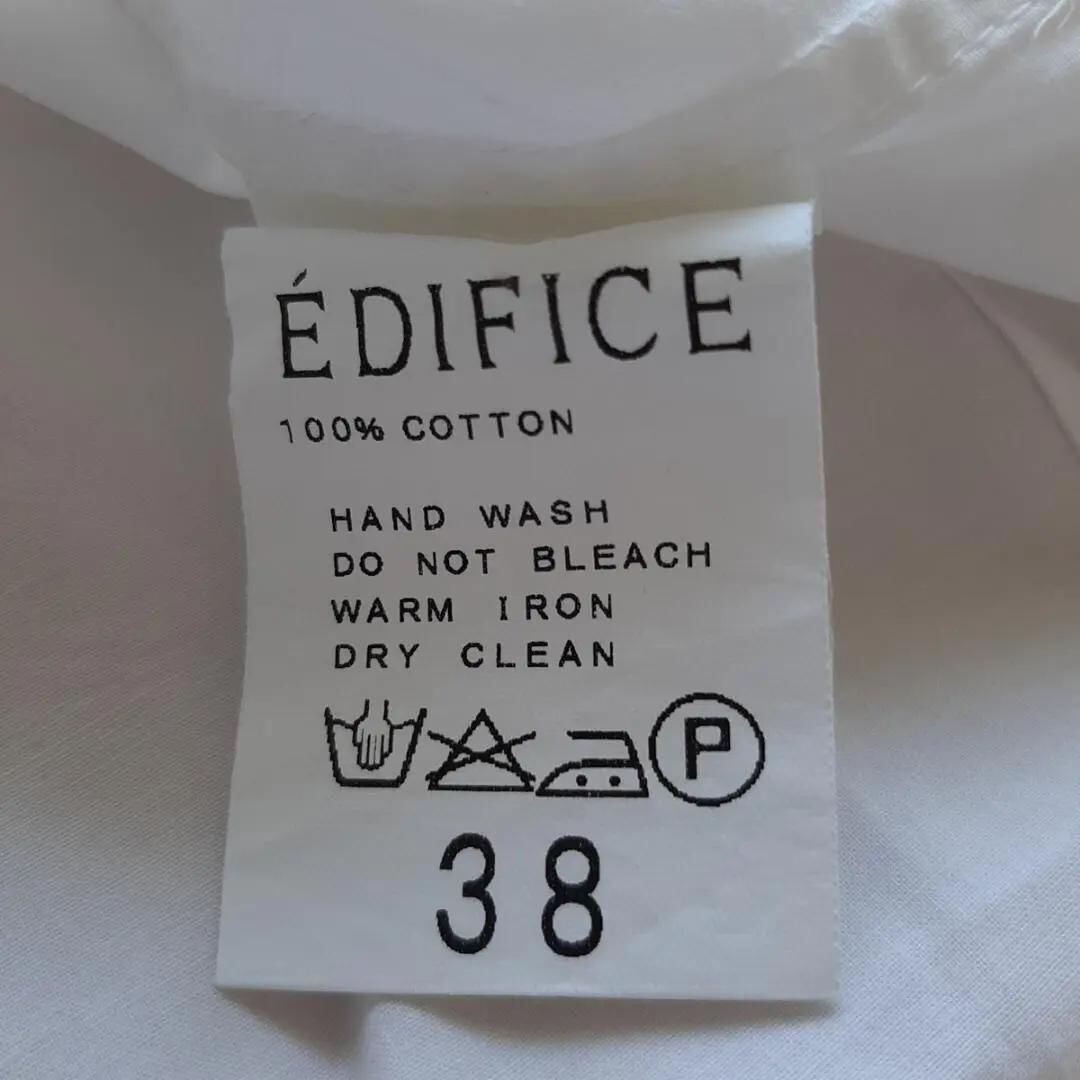 ÉDIFICE
100% COTTON
HAND WASH
DO NOT BLEACH
WARM IRON
DRY CLEAN
P
38